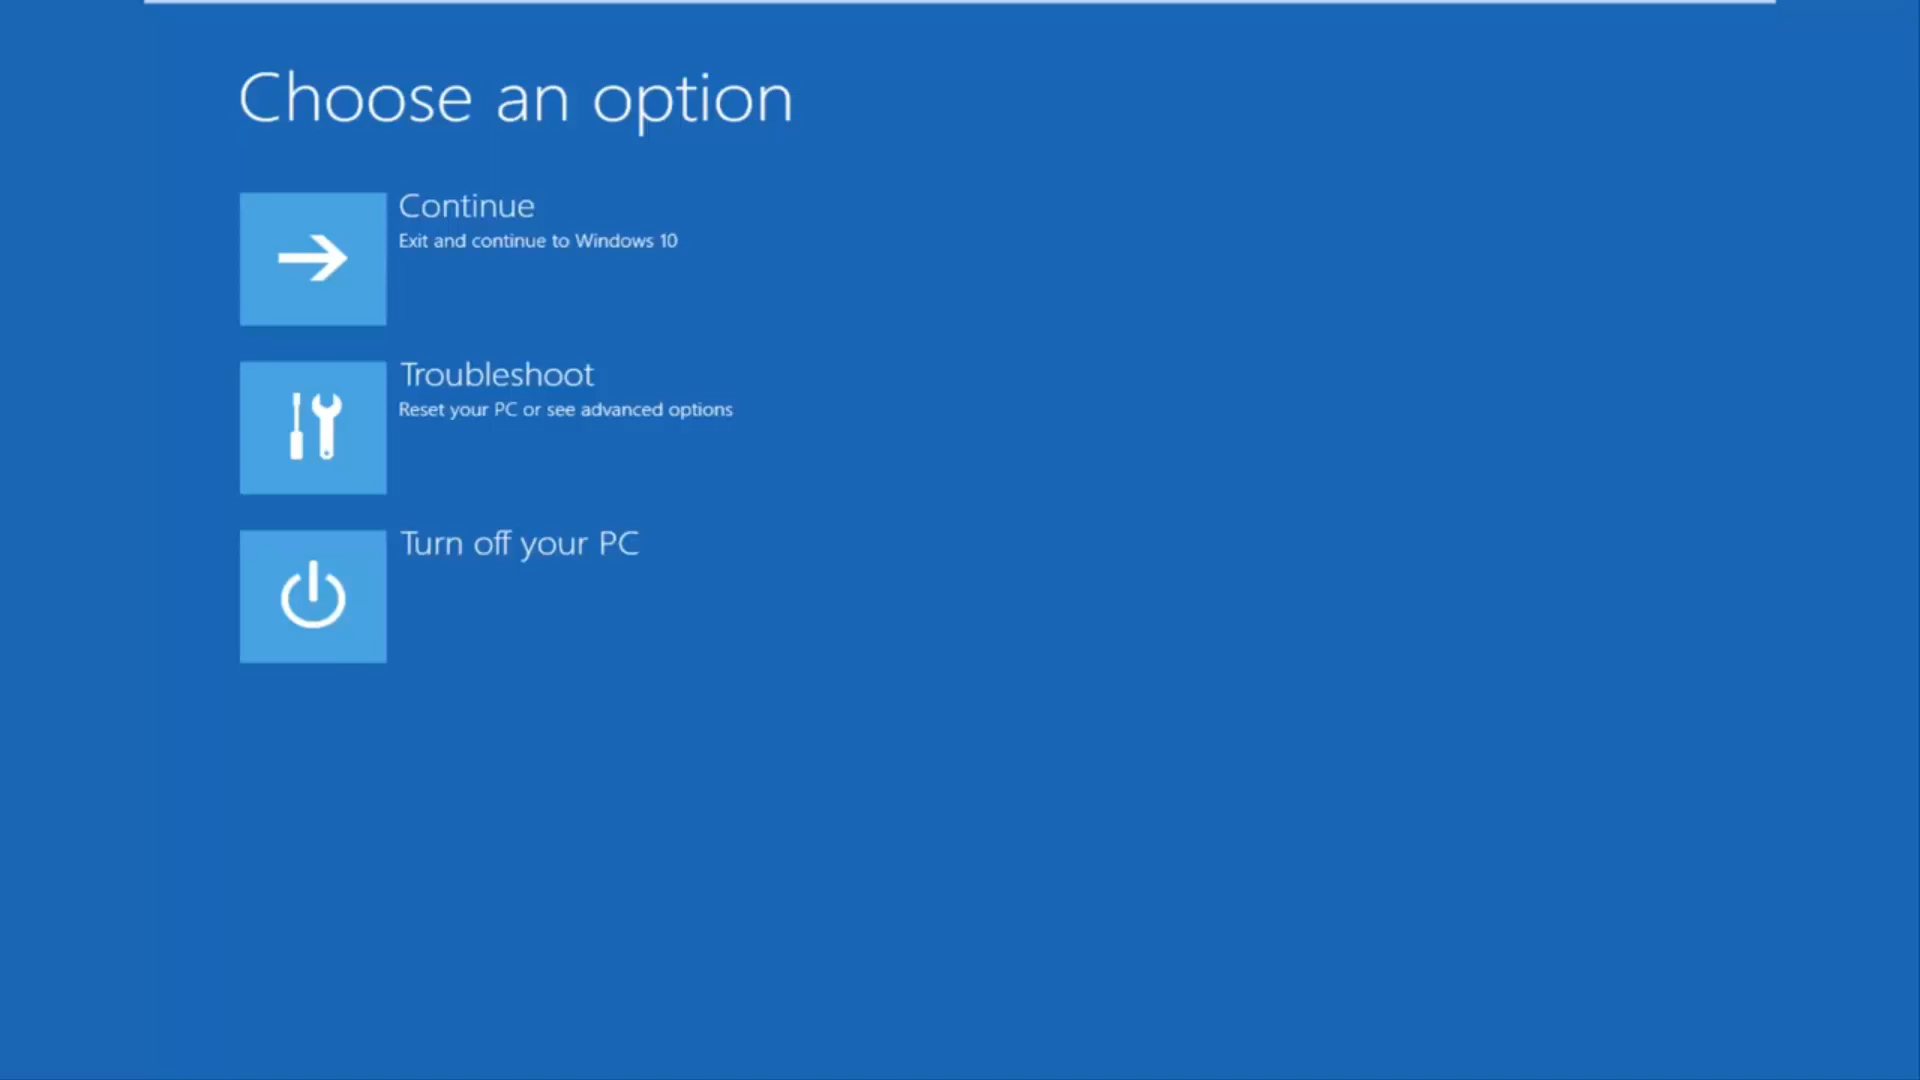 Choose an option
Continue
Exit and continue to Windows 10
Troubleshoot
Reset your PC or see advanced options
Turn off your PC